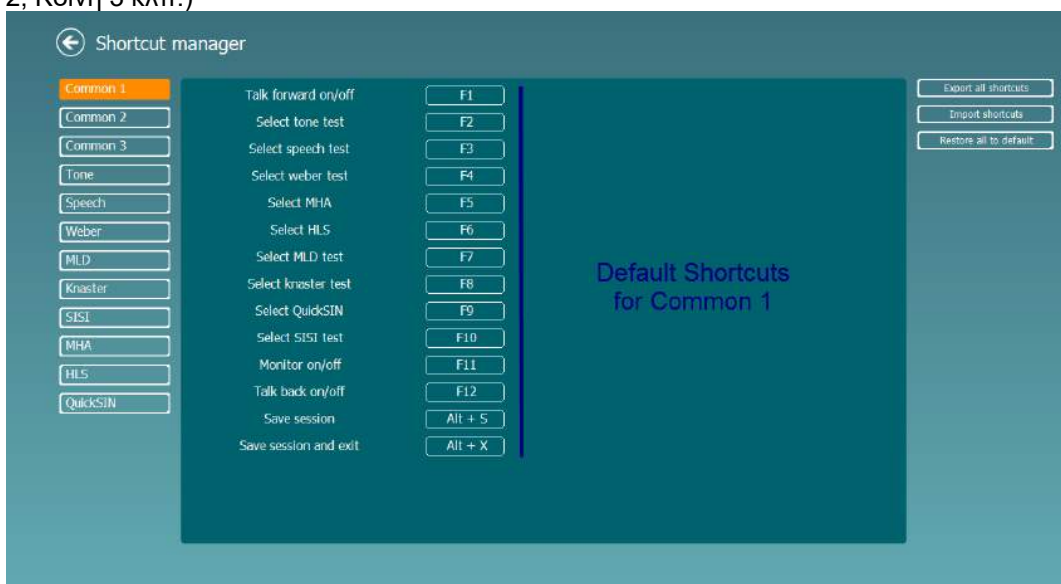 2, Κοινή 3 κλπ.)
Shortcut manager
Common 1
Common 2
Common 3
Tone
Speech
Weber
MLD
Knaster
SISI
MHA
HLS
QuickSIN
Talk forward on/off F1
Select tone test F2
Select speech test F3
Select weber test F4
Select MHA F5
Select HLS F6
Select MLD test F7
Select knaster test F8
Select QuickSIN F9
Select SISI test F10
Monitor on/off F11
Talk back on/off F12
Save session Alt + S
Save session and exit Alt + X
Default Shortcuts
for Common 1
Export all shortcuts
Import shortcuts
Restore all to default